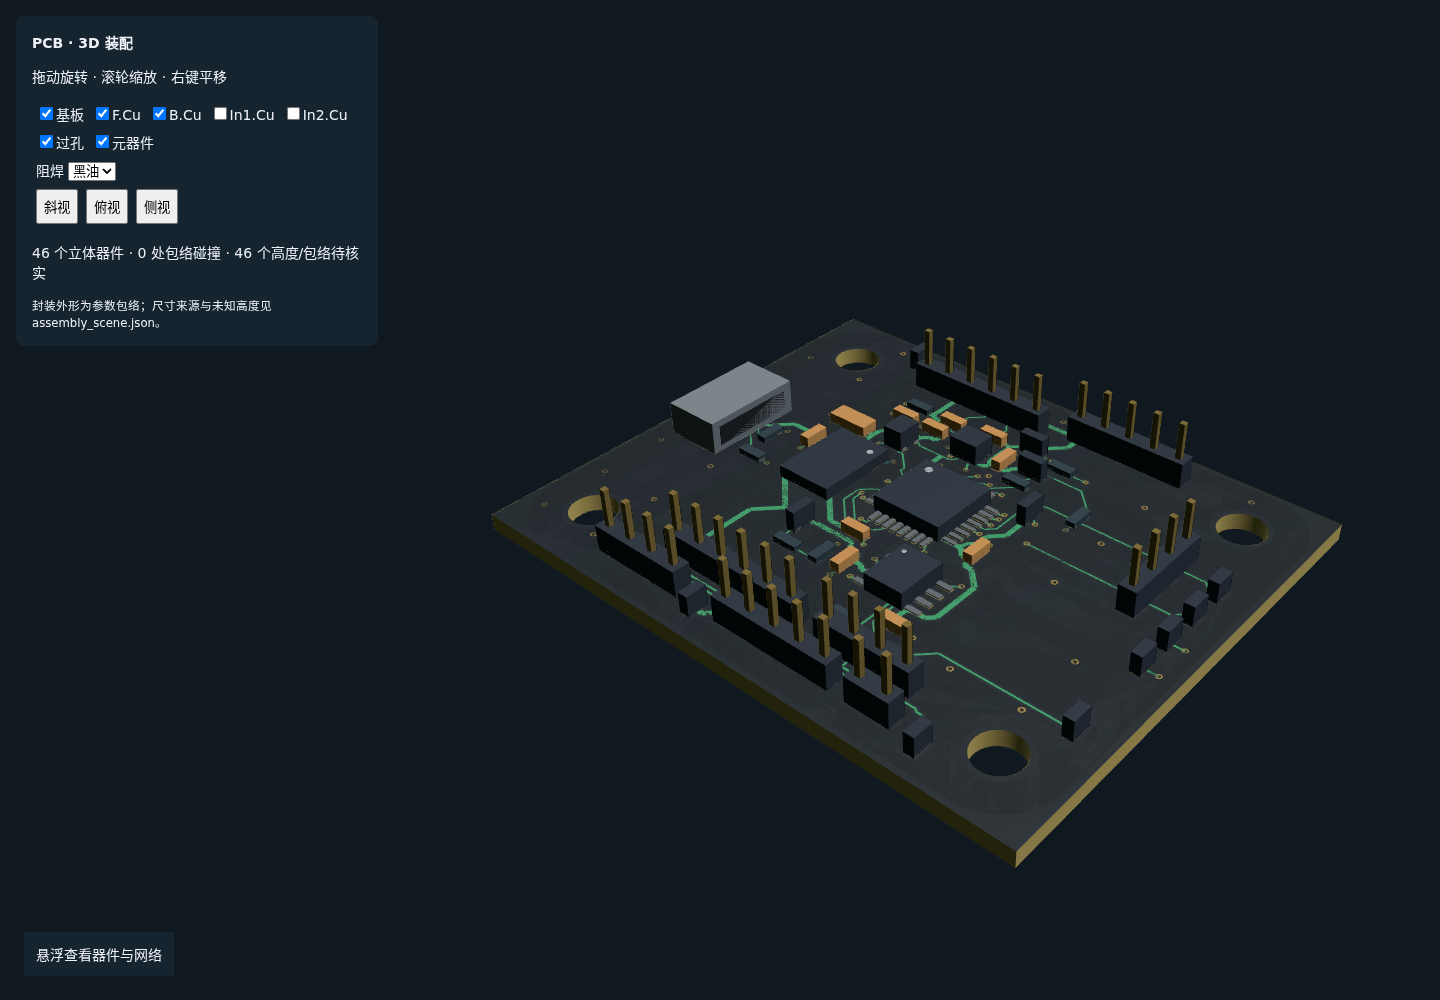 PCB · 3D 装配
拖动旋转 · 滚轮缩放 · 右键平移
基板 F.Cu B.Cu In1.Cu In2.Cu
过孔 元器件
阻焊 黑油
斜视 俯视 侧视
46 个立体器件 · 0 处包络碰撞 · 46 个高度/包络待核
实
封装外形为参数包络；尺寸来源与未知高度见
assembly_scene.json。
悬浮查看器件与网络